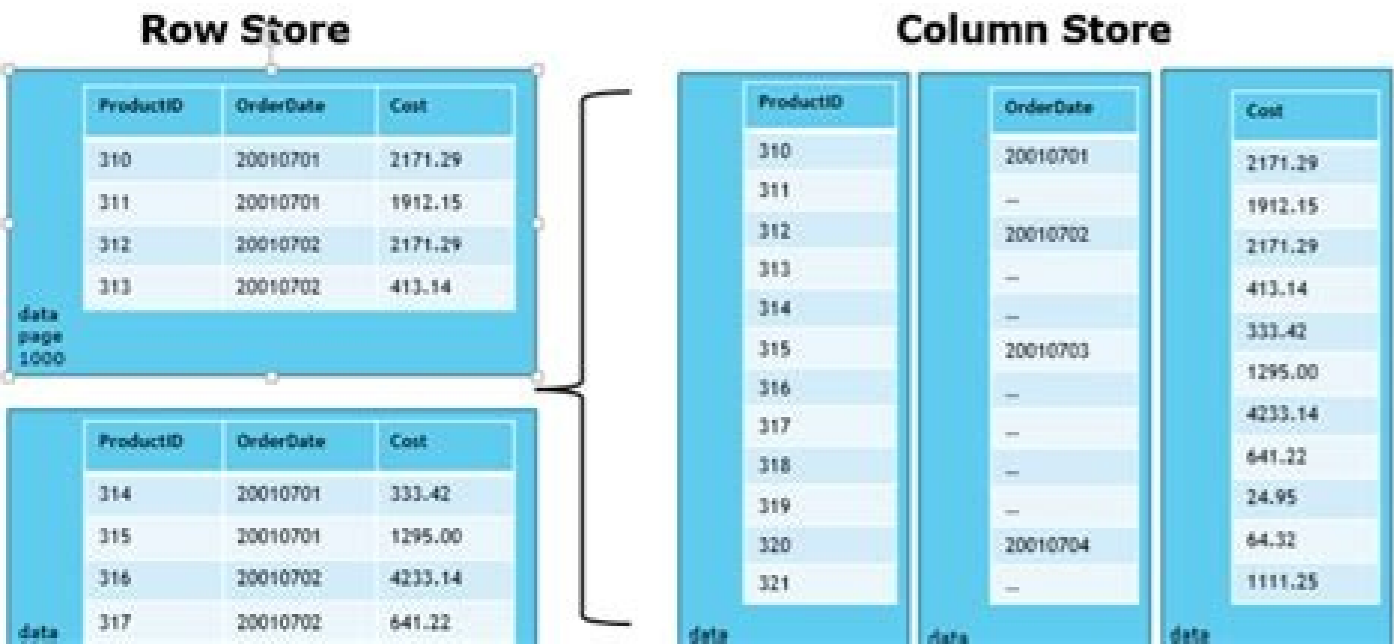 Row Store
ProductID OrderDate Cost
310 20010701 2171.29
311 20010701 1912.15
312 20010702 2171.29
313 20010702 413.14
data
page
1000
ProductID OrderDate Cost
314 20010701 333.42
315 20010701 1295.00
316 20010702 4233.14
317 20010702 641.22
data
Column Store
ProductID
310
311
312
313
314
315
316
317
318
319
320
321
data
OrderDate
20010701
...
20010702
...
...
20010703
...
...
...
...
20010704
...
data
Cost
2171.29
1912.15
2171.29
413.14
333.42
1295.00
4233.14
641.22
24.95
64.32
1111.25
data